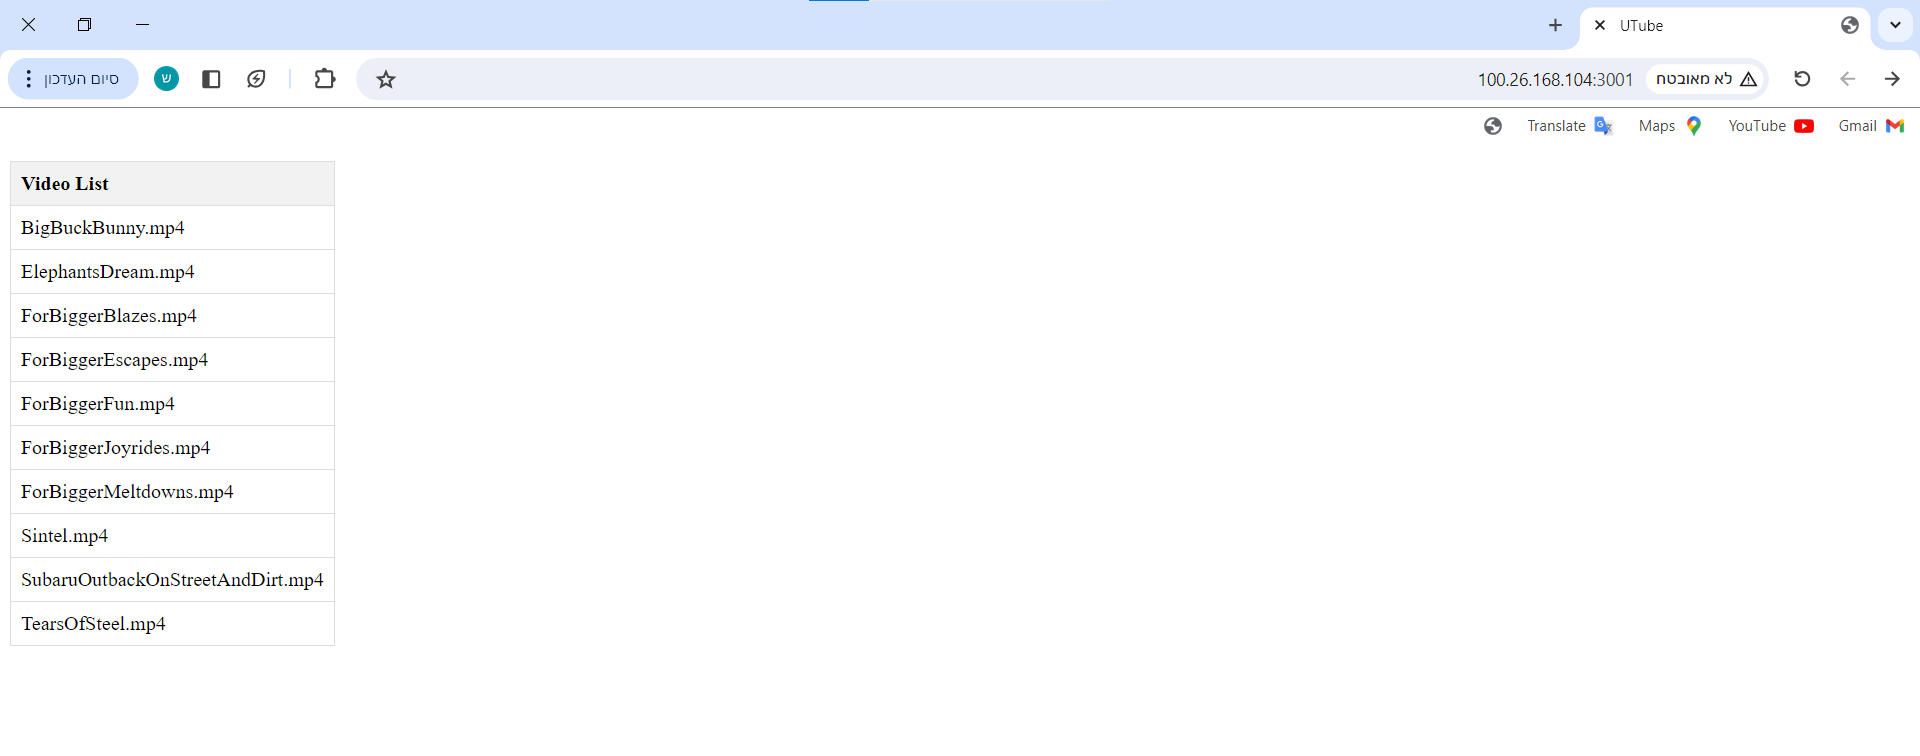 UTube
סיום העדכון
ש
100.26.168.104:3001
לא מאובטח
Translate
Maps
YouTube
Gmail
Video List
BigBuckBunny.mp4
ElephantsDream.mp4
ForBiggerBlazes.mp4
ForBiggerEscapes.mp4
ForBiggerFun.mp4
ForBiggerJoyrides.mp4
ForBiggerMeltdowns.mp4
Sintel.mp4
SubaruOutbackOnStreetAndDirt.mp4
TearsOfSteel.mp4